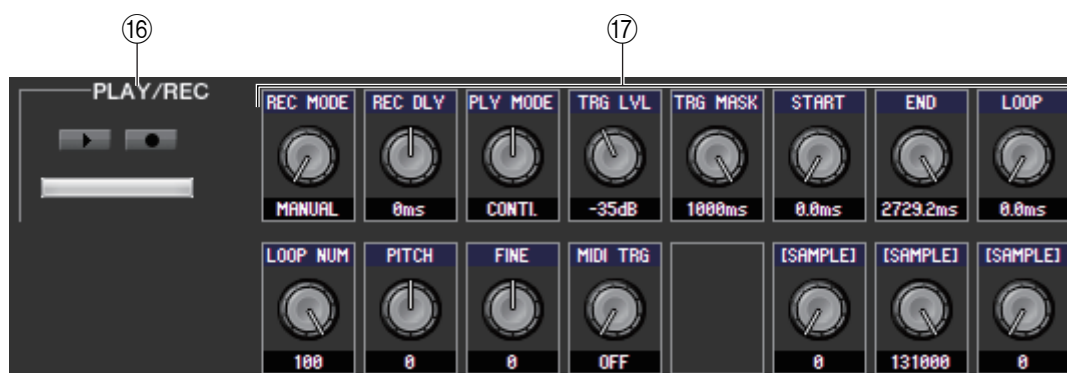 ⑯ ⑰
PLAY/REC
REC MODE REC DLY PLY MODE TRG LVL TRG MASK START END LOOP
MANUAL 0ms CONTI. -35dB 1000ms 0.0ms 2729.2ms 0.0ms
LOOP NUM PITCH FINE MIDI TRG [SAMPLE] [SAMPLE] [SAMPLE]
100 0 0 OFF 0 131000 0